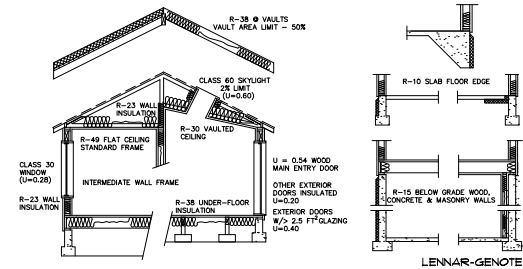 R-38 @ VAULTS
VAULT AREA LIMIT - 50%
CLASS 60 SKYLIGHT
2% LIMIT
(U=0.60)
R-23 WALL
INSULATION
R-49 FLAT CEILING
STANDARD FRAME
R-30 VAULTED
CEILING
CLASS 30
WINDOW
(U=0.28)
INTERMEDIATE WALL FRAME
R-23 WALL
INSULATION
R-38 UNDER-FLOOR
INSULATION
U = 0.54 WOOD
MAIN ENTRY DOOR
OTHER EXTERIOR
DOORS INSULATED
U=0.20
EXTERIOR DOORS
W/> 2.5 FT² GLAZING
U=0.40
R-10 SLAB FLOOR EDGE
R-15 BELOW GRADE WOOD,
CONCRETE & MASONRY WALLS
LENNAR-GENOTE